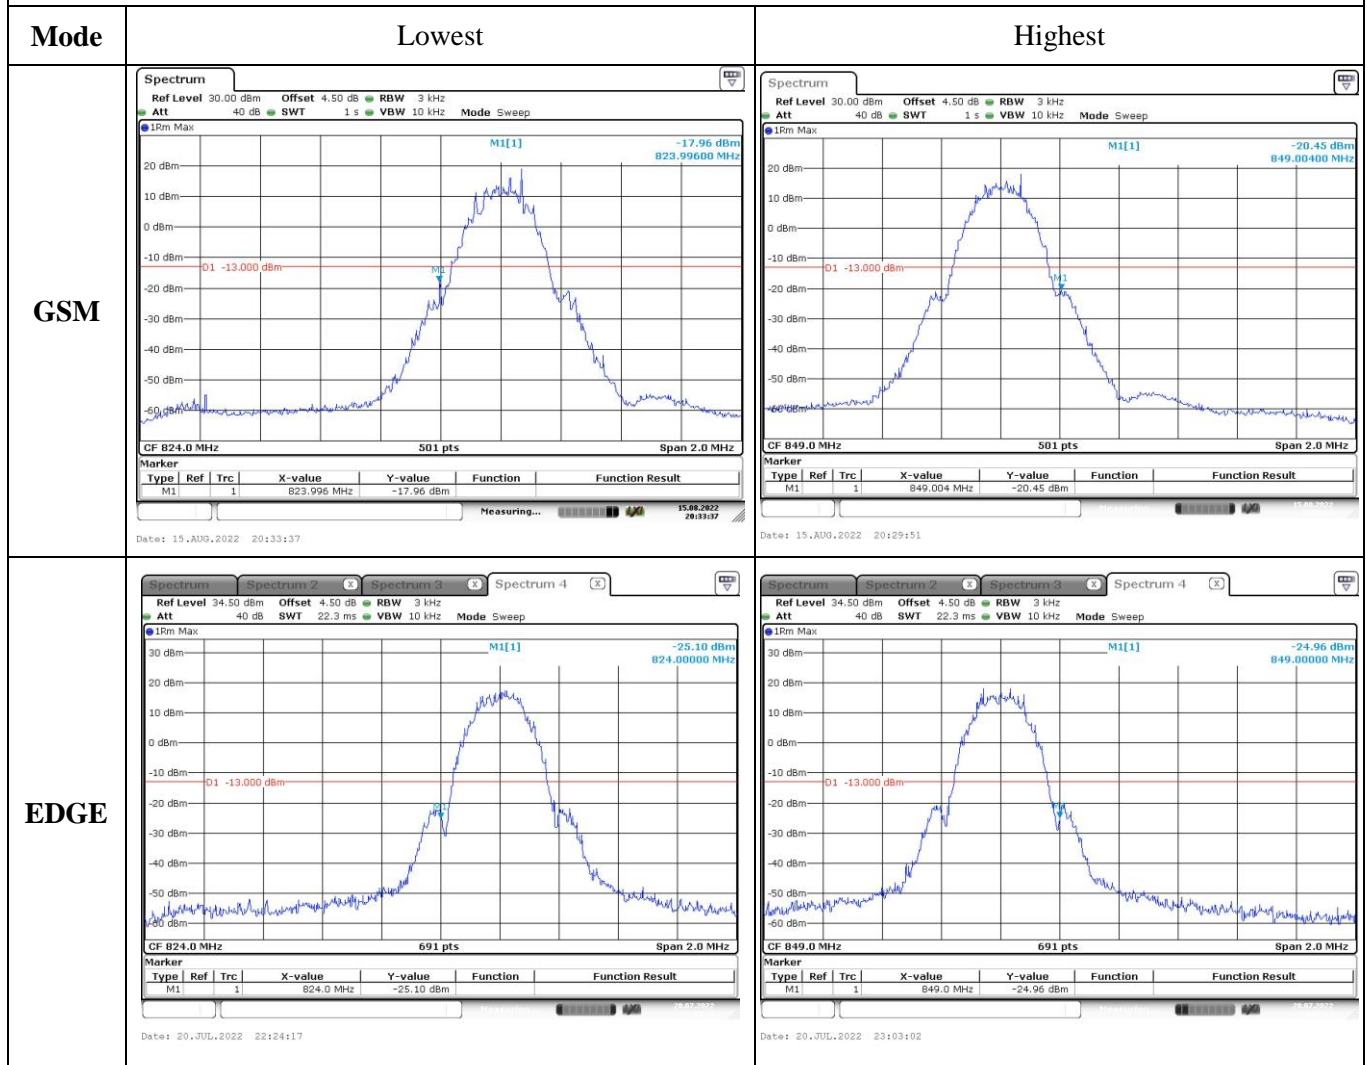 Mode Lowest Highest
GSM
Spectrum
Ref Level 30.00 dBm Offset 4.50 dB RBW 3 kHz
Att 40 dB SWT 1 s VBW 10 kHz Mode Sweep
1Rm Max
M1[1] -17.96 dBm
823.99600 MHz
20 dBm
10 dBm
0 dBm
-10 dBm
D1 -13.000 dBm
M1
-20 dBm
-30 dBm
-40 dBm
-50 dBm
-60 dBm
CF 824.0 MHz 501 pts Span 2.0 MHz
Marker
Type Ref Trc X-value Y-value Function Function Result
M1 1 823.996 MHz -17.96 dBm
Measuring... 15.08.2022
20:33:37
Date: 15.AUG.2022 20:33:37
Spectrum
Ref Level 30.00 dBm Offset 4.50 dB RBW 3 kHz
Att 40 dB SWT 1 s VBW 10 kHz Mode Sweep
1Rm Max
M1[1] -20.45 dBm
849.00400 MHz
20 dBm
10 dBm
0 dBm
-10 dBm
D1 -13.000 dBm
M1
-20 dBm
-30 dBm
-40 dBm
-50 dBm
-60 dBm
CF 849.0 MHz 501 pts Span 2.0 MHz
Marker
Type Ref Trc X-value Y-value Function Function Result
M1 1 849.004 MHz -20.45 dBm
Date: 15.AUG.2022 20:29:51
EDGE
Spectrum Spectrum 2 X Spectrum 3 X Spectrum 4 X
Ref Level 34.50 dBm Offset 4.50 dB RBW 3 kHz
Att 40 dB SWT 22.3 ms VBW 10 kHz Mode Sweep
1Rm Max
M1[1] -25.10 dBm
824.00000 MHz
30 dBm
20 dBm
10 dBm
0 dBm
-10 dBm
D1 -13.000 dBm
-20 dBm
M1
-30 dBm
-40 dBm
-50 dBm
-60 dBm
CF 824.0 MHz 691 pts Span 2.0 MHz
Marker
Type Ref Trc X-value Y-value Function Function Result
M1 1 824.0 MHz -25.10 dBm
Date: 20.JUL.2022 22:24:17
Spectrum Spectrum 2 X Spectrum 3 X Spectrum 4 X
Ref Level 34.50 dBm Offset 4.50 dB RBW 3 kHz
Att 40 dB SWT 22.3 ms VBW 10 kHz Mode Sweep
1Rm Max
M1[1] -24.96 dBm
849.00000 MHz
30 dBm
20 dBm
10 dBm
0 dBm
-10 dBm
D1 -13.000 dBm
-20 dBm
-30 dBm
-40 dBm
-50 dBm
-60 dBm
CF 849.0 MHz 691 pts Span 2.0 MHz
Marker
Type Ref Trc X-value Y-value Function Function Result
M1 1 849.0 MHz -24.96 dBm
Date: 20.JUL.2022 23:03:02